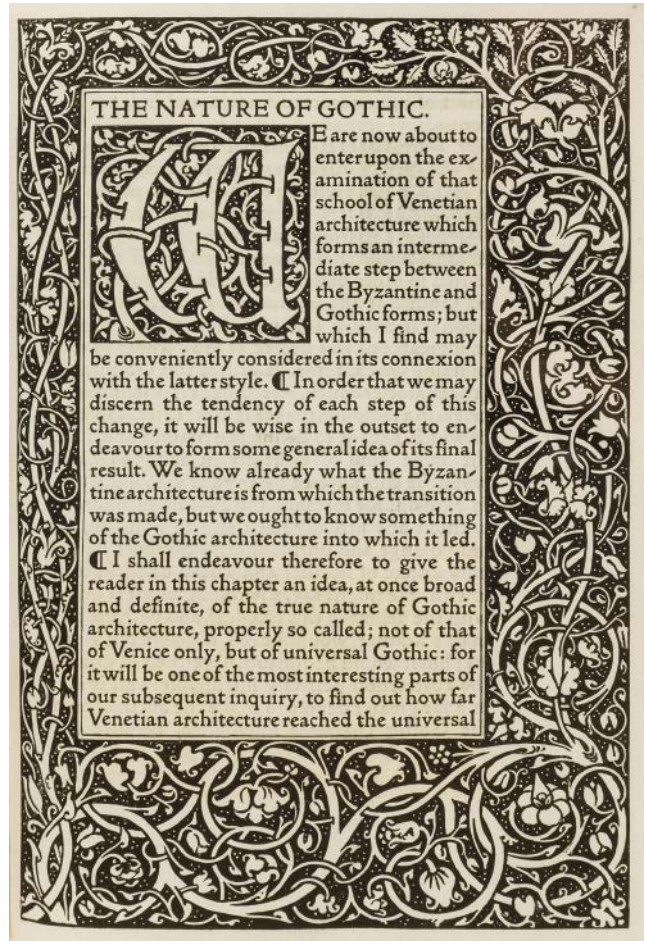 THE NATURE OF GOTHIC.
WE are now about to
enter upon the ex-
amination of that
school of Venetian
architecture which
forms an interme-
diate step between
the Byzantine and
Gothic forms; but
which I find may
be conveniently considered in its connexion
with the latter style. ⁋ In order that we may
discern the tendency of each step of this
change, it will be wise in the outset to en-
deavour to form some general idea of its final
result. We know already what the Byzan-
tine architecture is from which the transition
was made, but we ought to know something
of the Gothic architecture into which it led.
⁋ I shall endeavour therefore to give the
reader in this chapter an idea, at once broad
and definite, of the true nature of Gothic
architecture, properly so called; not of that
of Venice only, but of universal Gothic: for
it will be one of the most interesting parts of
our subsequent inquiry, to find out how far
Venetian architecture reached the universal